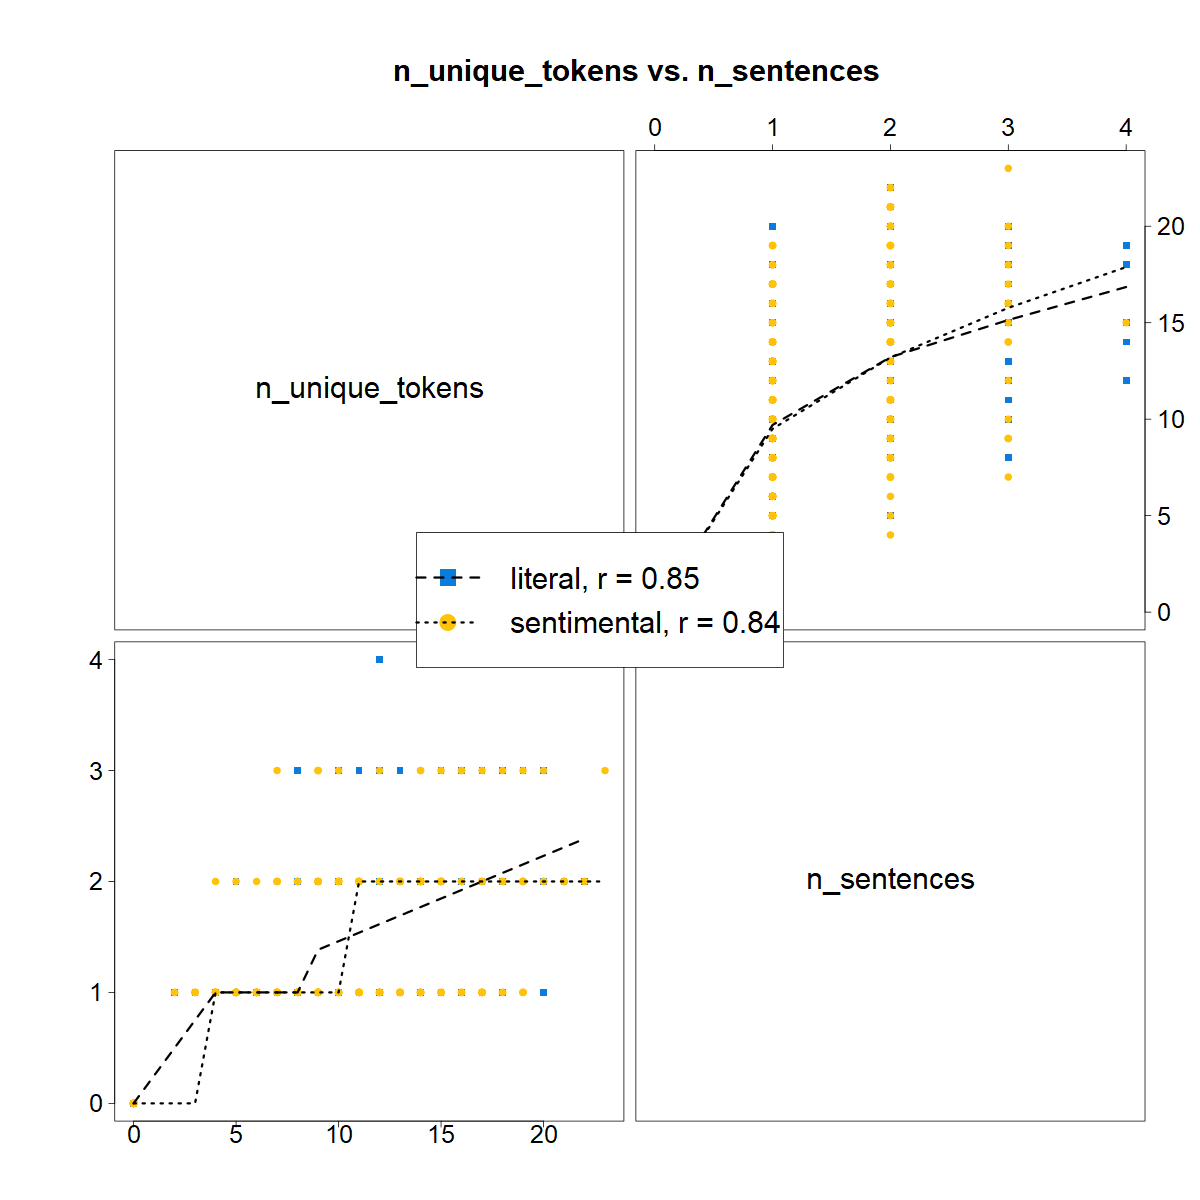 n_unique_tokens vs. n_sentences
0 1 2 3 4
20
15
10
5
0
n_unique_tokens
literal, r = 0.85
sentimental, r = 0.84
4
3
2
1
0
n_sentences
0 5 10 15 20